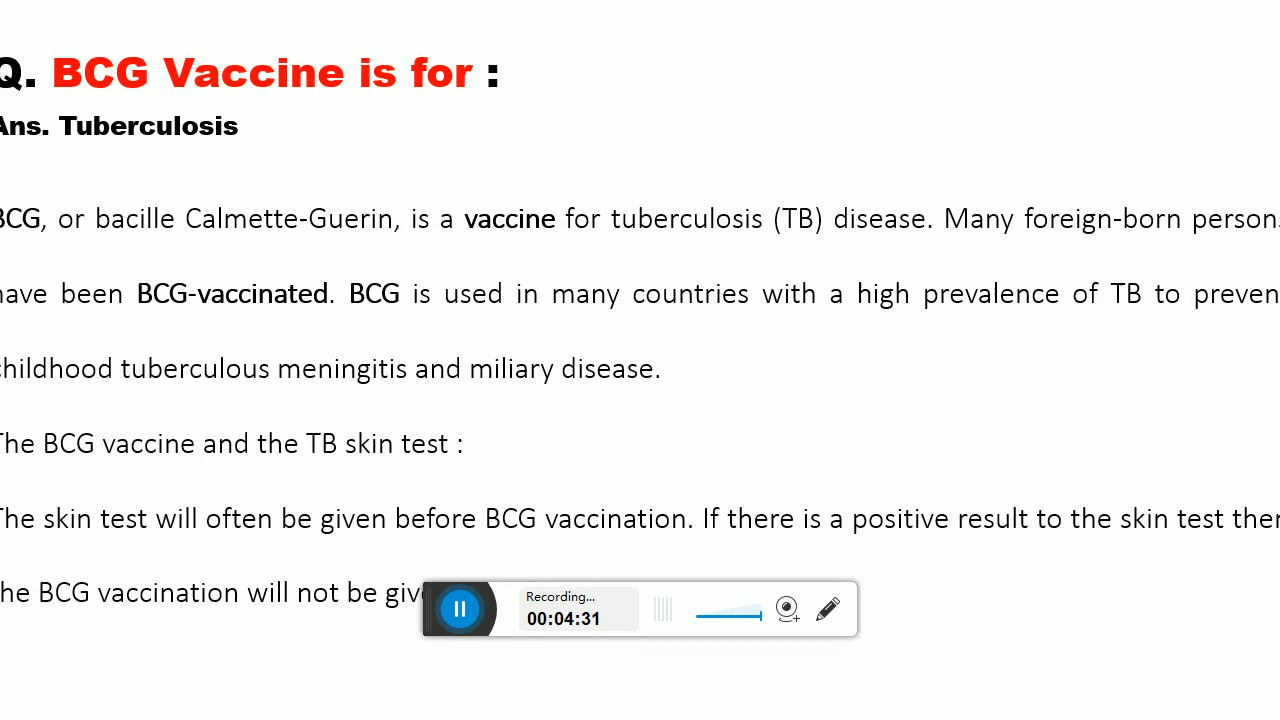 Q. BCG Vaccine is for :
Ans. Tuberculosis
BCG, or bacille Calmette-Guerin, is a vaccine for tuberculosis (TB) disease. Many foreign-born persons
have been BCG-vaccinated. BCG is used in many countries with a high prevalence of TB to preven
childhood tuberculous meningitis and miliary disease.
The BCG vaccine and the TB skin test :
The skin test will often be given before BCG vaccination. If there is a positive result to the skin test then
the BCG vaccination will not be giv
Recording...
00:04:31